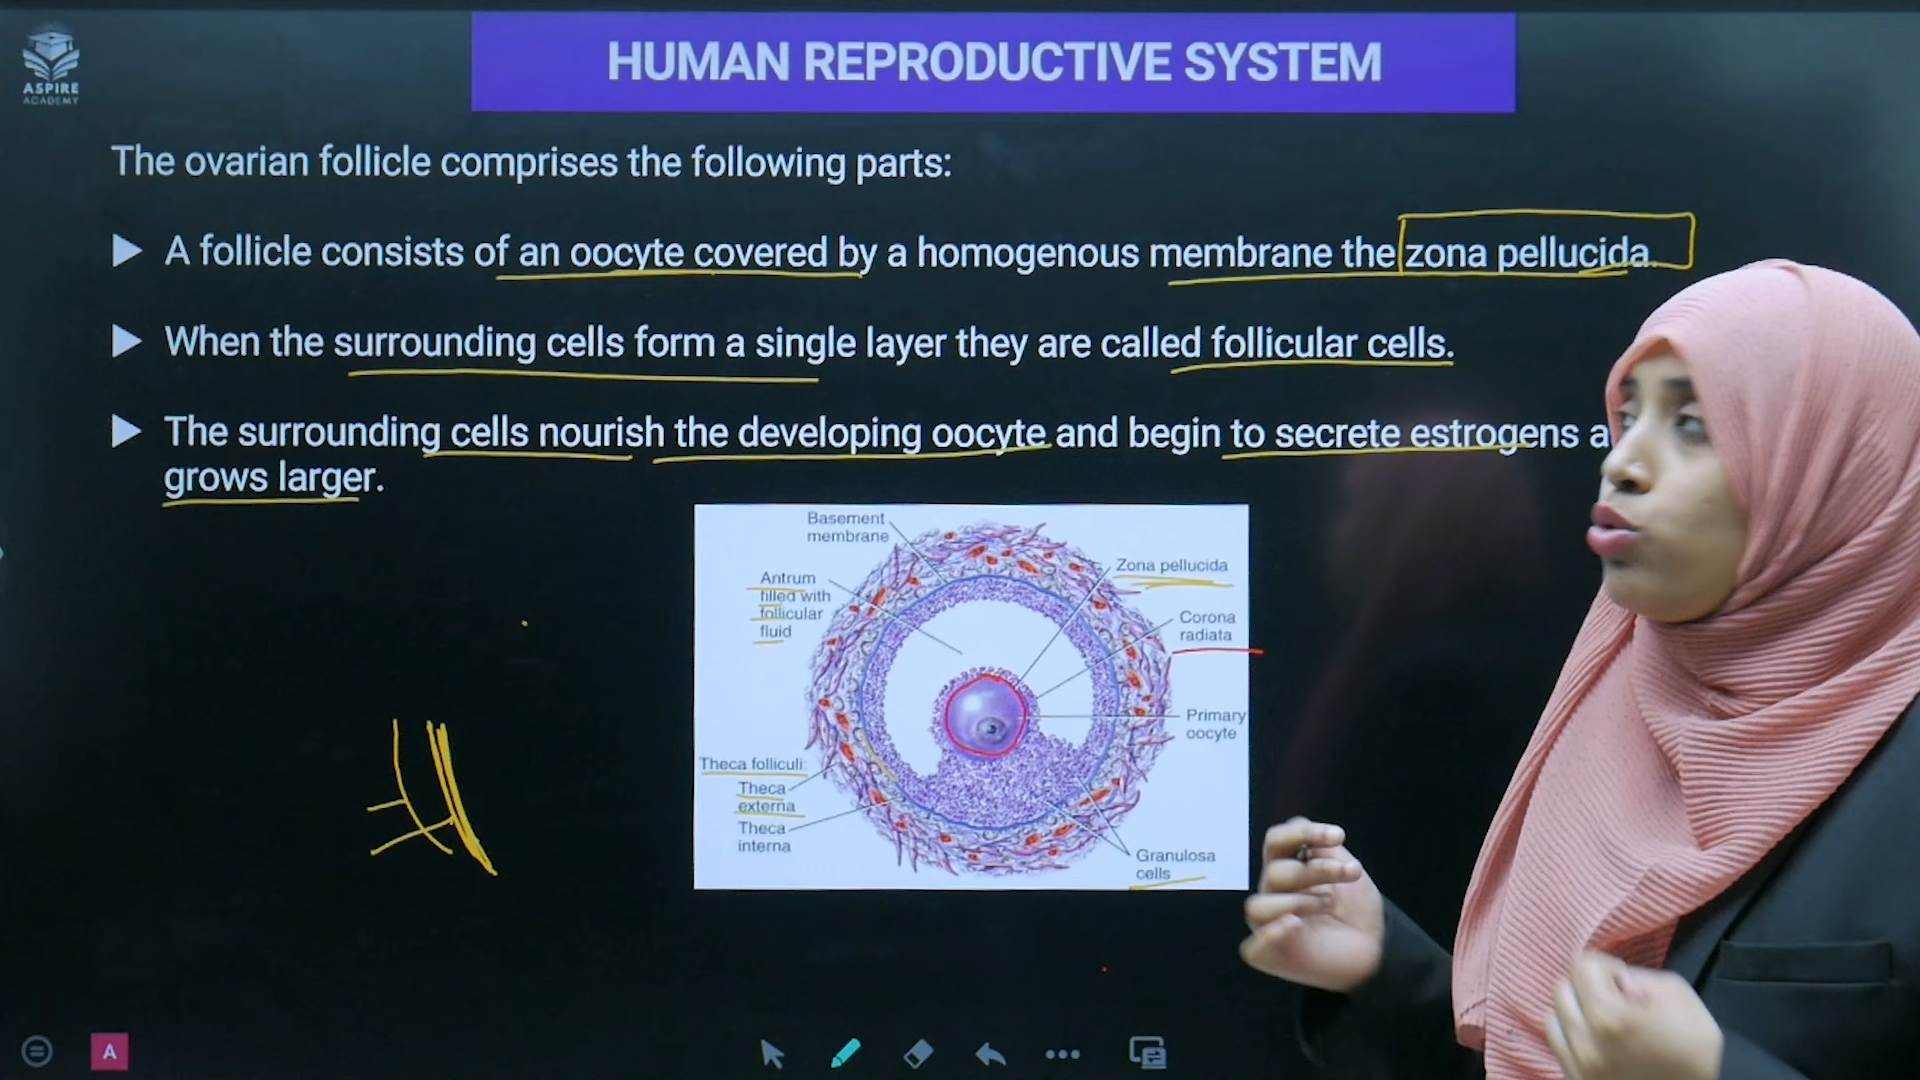 ASPIRE
ACADEMY
HUMAN REPRODUCTIVE SYSTEM
The ovarian follicle comprises the following parts:
A follicle consists of an oocyte covered by a homogenous membrane the zona pellucida.
When the surrounding cells form a single layer they are called follicular cells.
The surrounding cells nourish the developing oocyte and begin to secrete estrogens
grows larger.
Basement
membrane
Antrum
filled with
follicular
fluid
Zona pellucida
Corona
radiata
Primary
oocyte
Theca folliculi:
Theca
externa
Theca
interna
Granulosa
cells
A